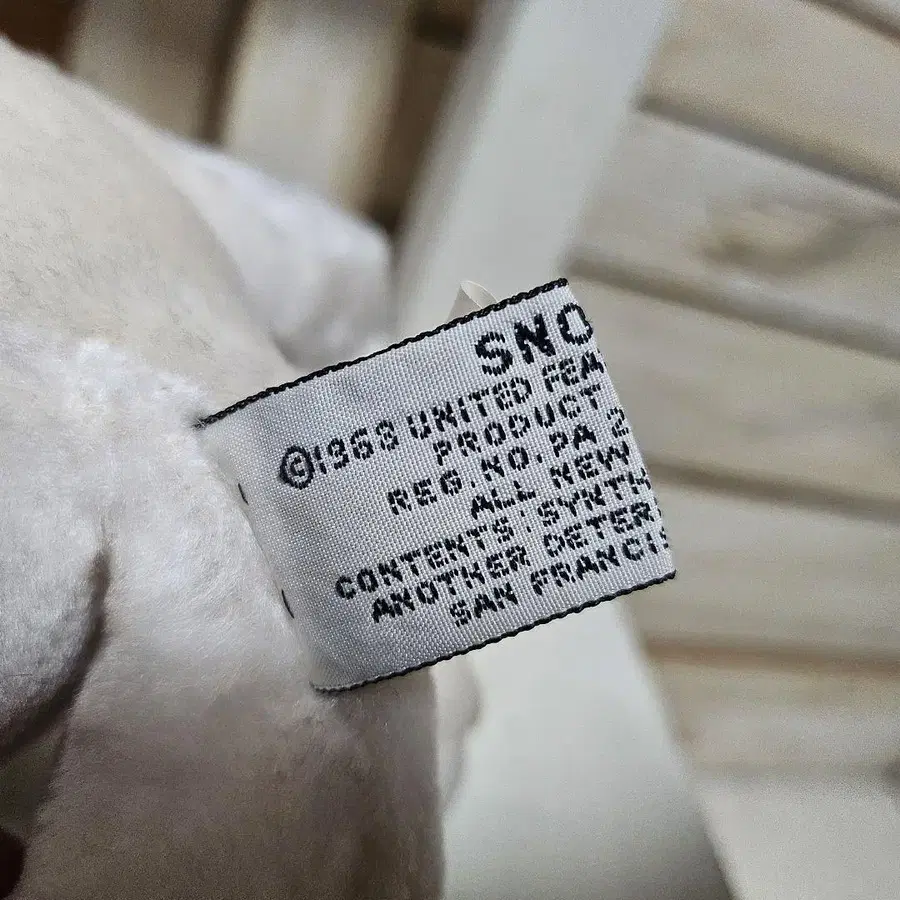 SNO
©1968 UNITED FEA
PRODUCT
REG.NO.PA 2
ALL NEW
CONTENTS: SYNTH
ANOTHER DETER
SAN FRANCIS